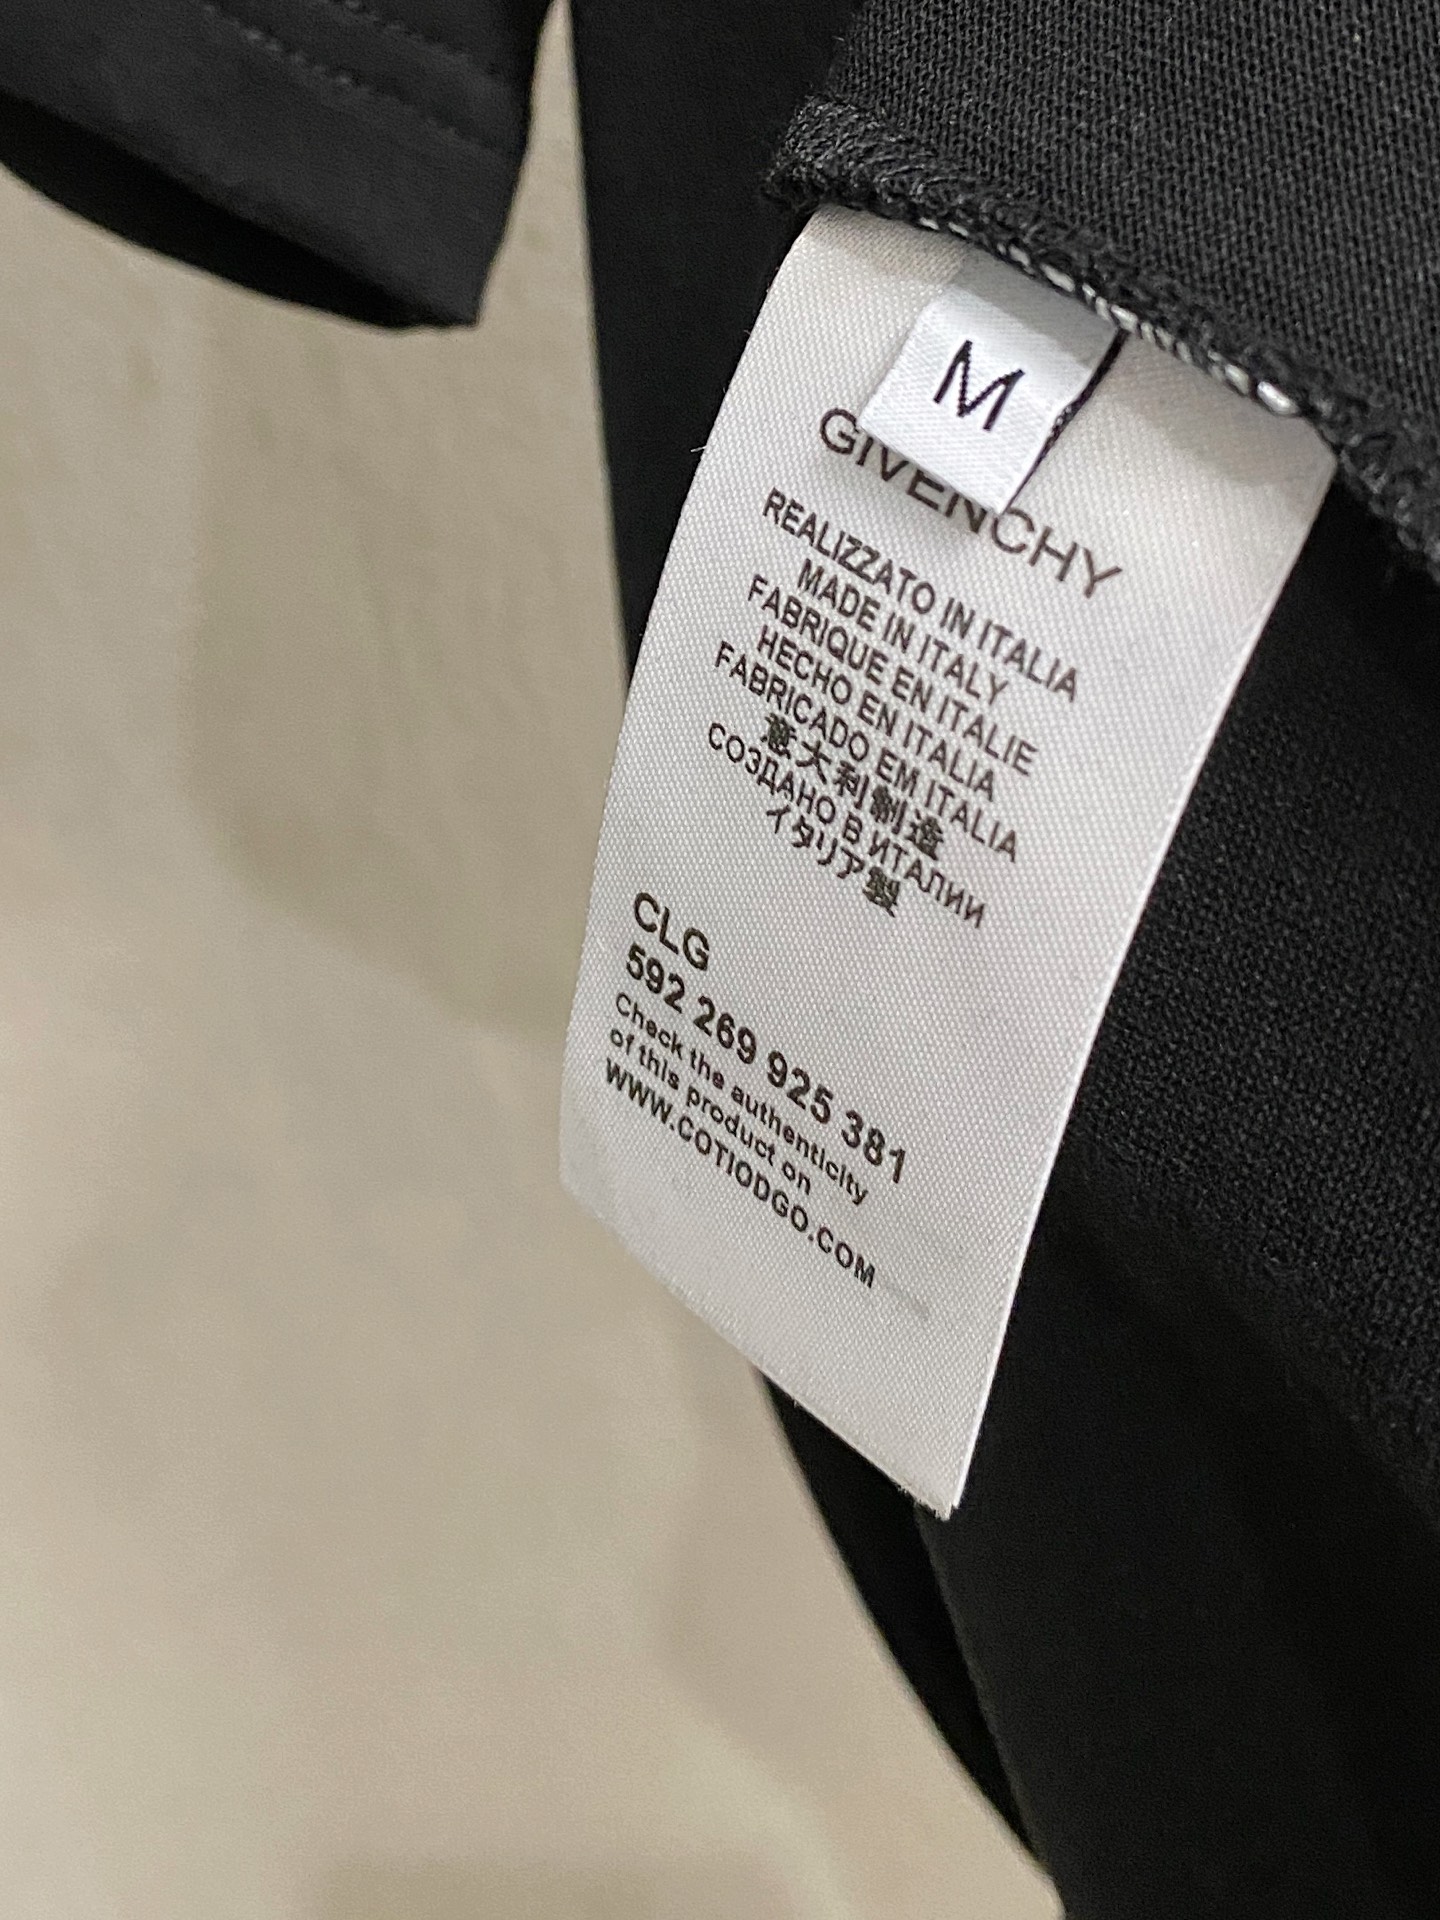 M
GIVENCHY
REALIZZATO IN ITALIA
MADE IN ITALY
FABRIQUE EN ITALIE
HECHO EN ITALIA
FABRICADO EM ITALIA
意大利制造
СОЗДАНО В ИТАЛИИ
イタリア製
CLG
592 269 925 381
Check the authenticity
of this product on
WWW.COTIODGO.COM